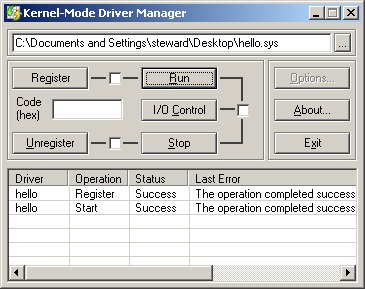 Kernel-Mode Driver Manager
C:\Documents and Settings\steward\Desktop\hello.sys ...
Register Run Options...
Code (hex) I/O Control About...
Unregister Stop Exit
Driver Operation Status Last Error
hello Register Success The operation completed success
hello Start Success The operation completed success